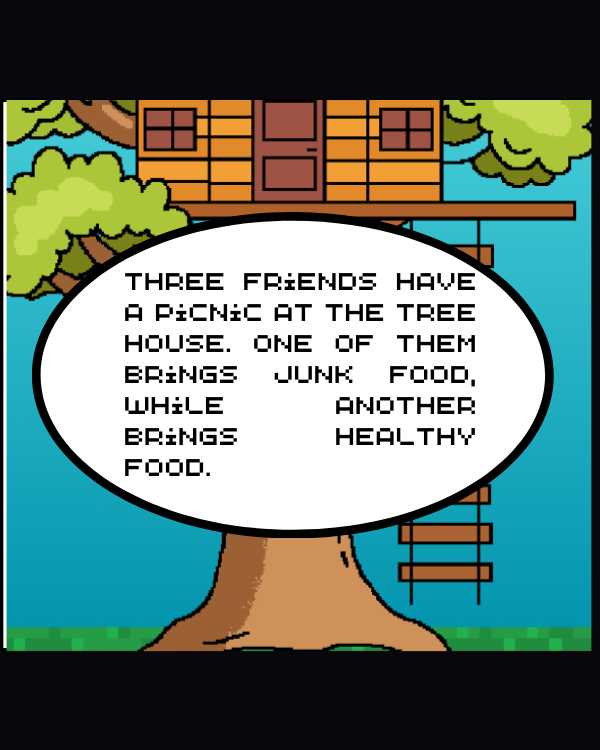 THREE FRiENDS HAVE
A PiCNiC AT THE TREE
HOUSE. ONE OF THEM
BRiNGS JUNK FOOD,
WHiLE ANOTHER
BRiNGS HEALTHY
FOOD.